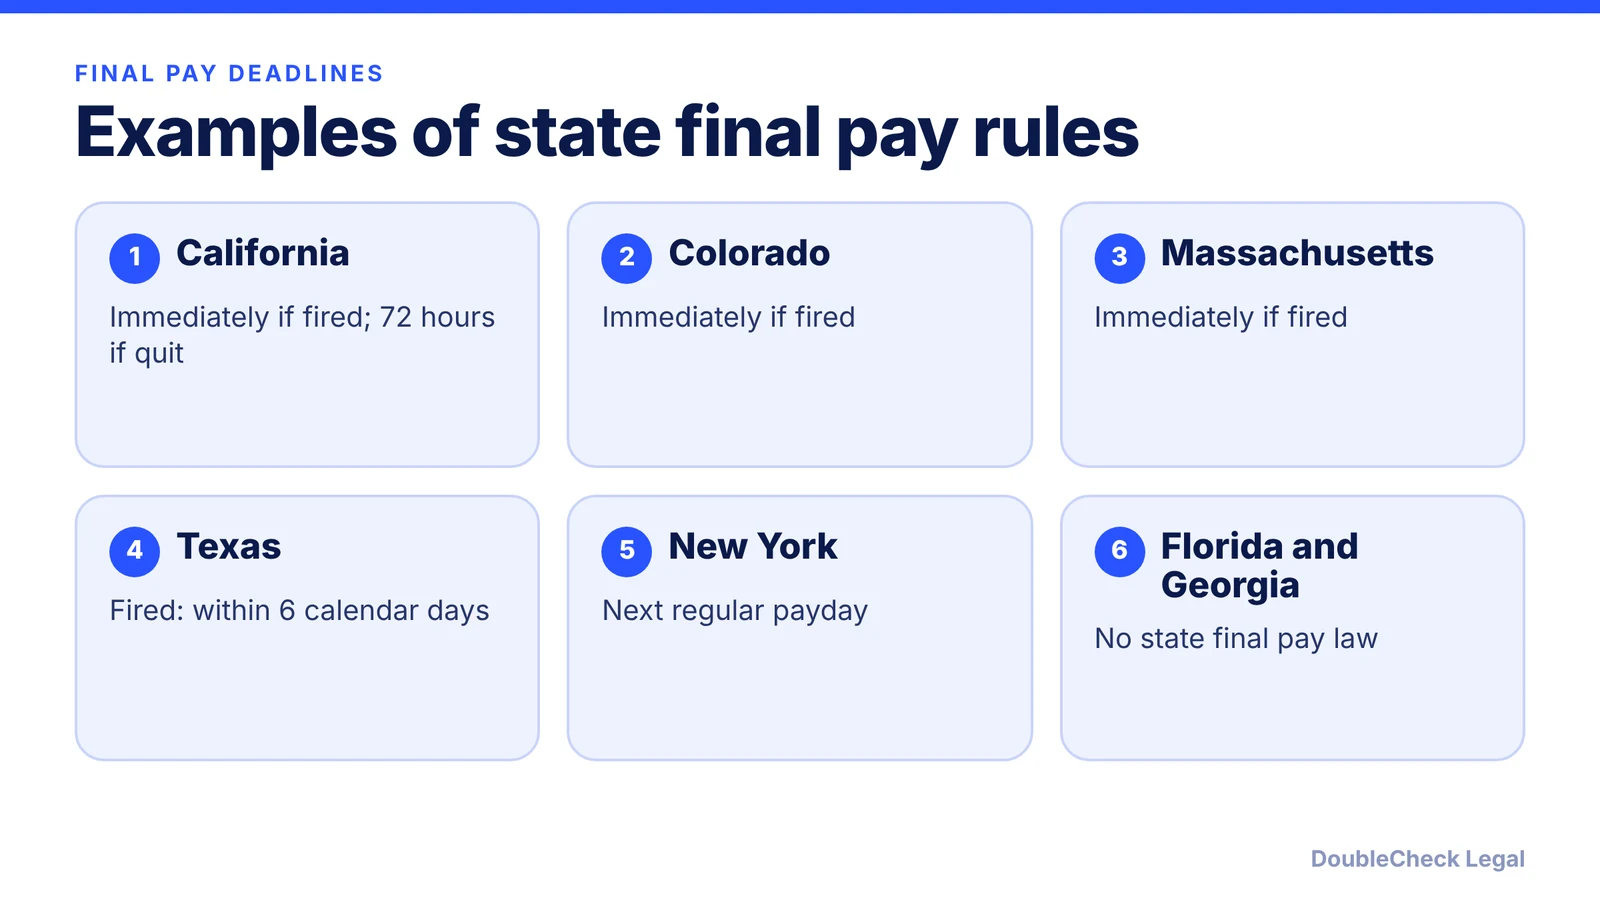 FINAL PAY DEADLINES
Examples of state final pay rules
1 California
Immediately if fired; 72 hours
if quit
2 Colorado
Immediately if fired
3 Massachusetts
Immediately if fired
4 Texas
Fired: within 6 calendar days
5 New York
Next regular payday
6 Florida and
Georgia
No state final pay law
DoubleCheck Legal